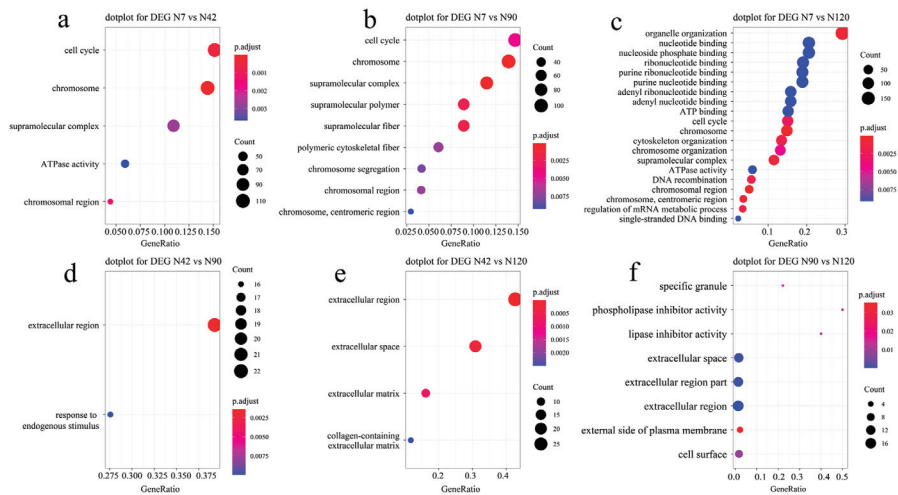 a
dotplot for DEG N7 vs N42
cell cycle
chromosome
supramolecular complex
ATPase activity
chromosomal region
0.050
0.075
0.100
0.125
0.150
GeneRatio
p.adjust
0.001
0.002
0.003
Count
50
70
90
110
b
dotplot for DEG N7 vs N90
cell cycle
chromosome
supramolecular complex
supramolecular polymer
supramolecular fiber
polymeric cytoskeletal fiber
chromosome segregation
chromosomal region
chromosome, centromeric region
0.025
0.050
0.075
0.100
0.125
0.150
GeneRatio
Count
40
60
80
100
p.adjust
0.0025
0.0050
0.0075
c
dotplot for DEG N7 vs N120
organelle organization
nucleotide binding
nucleoside phosphate binding
ribonucleotide binding
purine ribonucleotide binding
purine nucleotide binding
adenyl ribonucleotide binding
adenyl nucleotide binding
ATP binding
cell cycle
chromosome
cytoskeleton organization
chromosome organization
supramolecular complex
ATPase activity
DNA recombination
chromosomal region
chromosome, centromeric region
regulation of mRNA metabolic process
single-stranded DNA binding
0.1
0.2
0.3
GeneRatio
Count
50
100
150
p.adjust
0.0025
0.0050
0.0075
d
dotplot for DEG N42 vs N90
extracellular region
response to
endogenous stimulus
0.275
0.300
0.325
0.350
0.375
GeneRatio
Count
16
17
18
19
20
21
22
p.adjust
0.0025
0.0050
0.0075
e
dotplot for DEG N42 vs N120
extracellular region
extracellular space
extracellular matrix
collagen-containing
extracellular matrix
0.2
0.3
0.4
GeneRatio
p.adjust
0.0005
0.0010
0.0015
0.0020
Count
10
15
20
25
f
dotplot for DEG N90 vs N120
specific granule
phospholipase inhibitor activity
lipase inhibitor activity
extracellular space
extracellular region part
extracellular region
external side of plasma membrane
cell surface
0.0
0.1
0.2
0.3
0.4
0.5
GeneRatio
p.adjust
0.03
0.02
0.01
Count
4
8
12
16